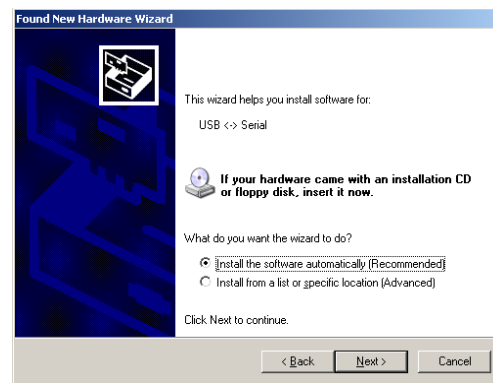 Found New Hardware Wizard
This wizard helps you install software for:
USB <-> Serial
If your hardware came with an installation CD
or floppy disk, insert it now.
What do you want the wizard to do?
Install the software automatically (Recommended)
Install from a list or specific location (Advanced)
Click Next to continue.
< Back Next > Cancel